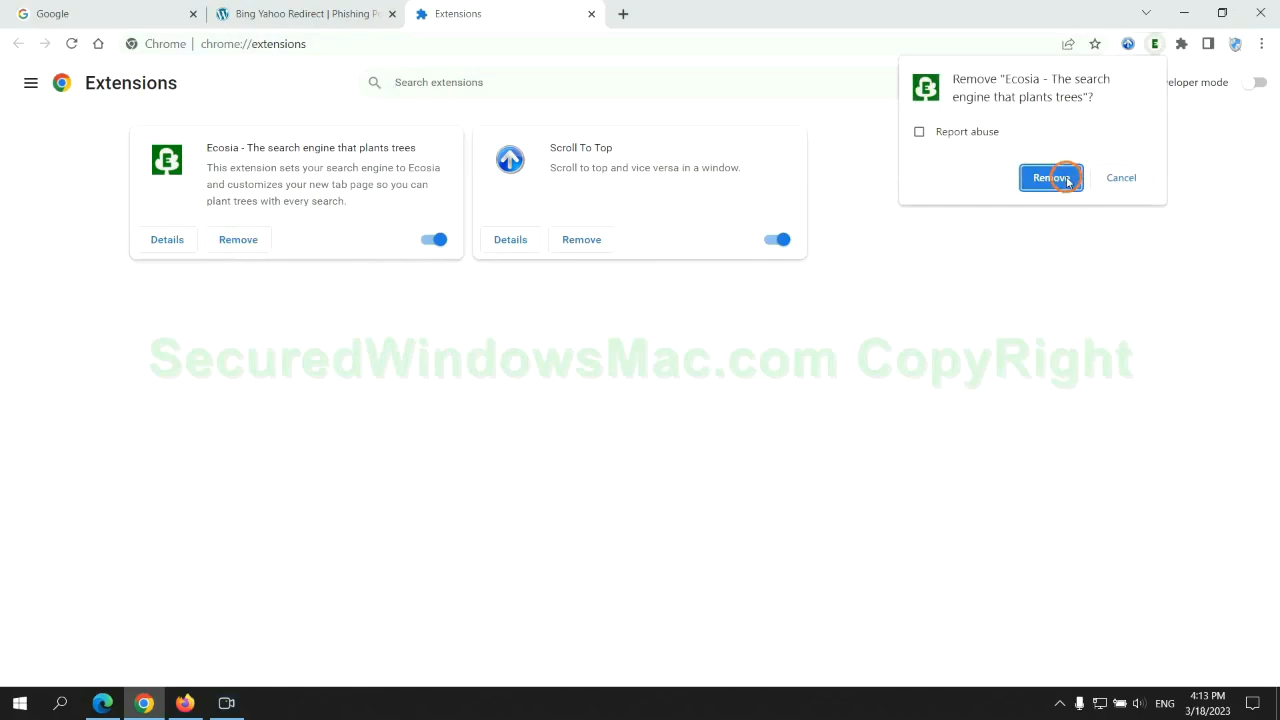 Google
Bing Yahoo Redirect | Phishing Po
Extensions
Chrome
chrome://extensions
Extensions
Search extensions
eloper mode
Remove "Ecosia - The search
engine that plants trees"?
Report abuse
Remove
Cancel
Ecosia - The search engine that plants trees
This extension sets your search engine to Ecosia
and customizes your new tab page so you can
plant trees with every search.
Details
Remove
Scroll To Top
Scroll to top and vice versa in a window.
Details
Remove
SecuredWindowsMac.com CopyRight
ENG
4:13 PM
3/18/2023